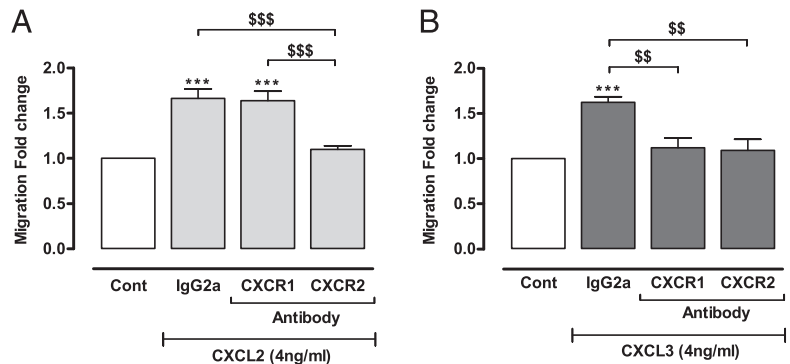 A
B
$$$
$$$
$$
$$
***
***
***
Migration Fold change
2.0
1.5
1.0
0.5
0.0
Cont IgG2a CXCR1 CXCR2
Antibody
CXCL2 (4ng/ml)
Migration Fold change
2.0
1.5
1.0
0.5
0.0
Cont IgG2a CXCR1 CXCR2
Antibody
CXCL3 (4ng/ml)